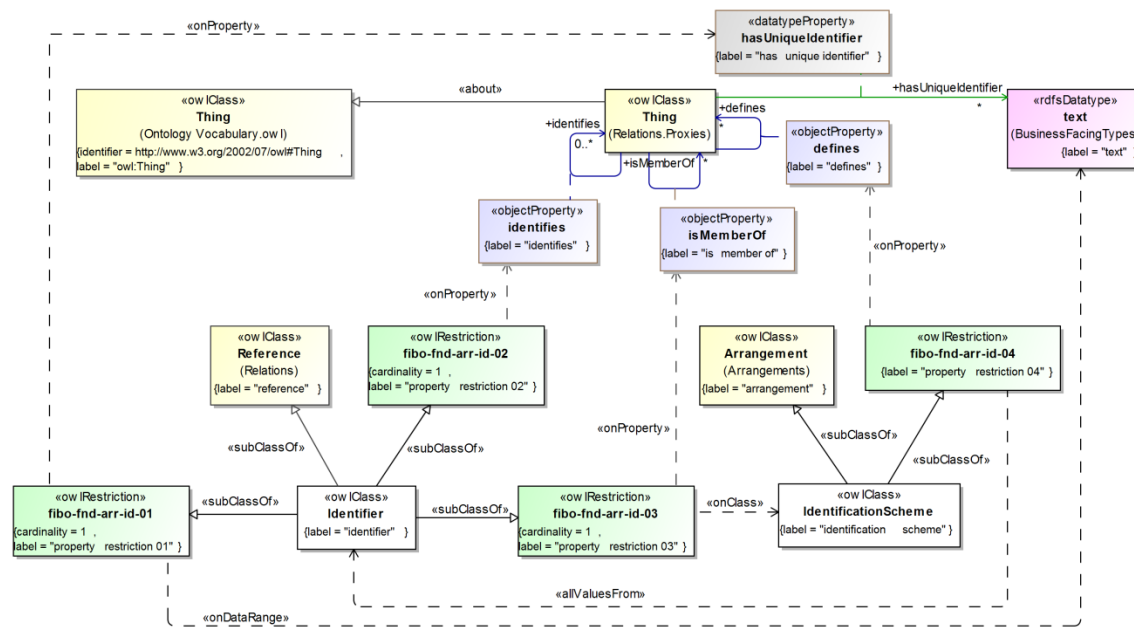 «onProperty»
«datatypeProperty»
hasUniqueIdentifier
{label = "has unique identifier" }
«owlClass»
Thing
(Ontology Vocabulary.owl)
{identifier = http://www.w3.org/2002/07/owl#Thing ,
label = "owl:Thing" }
«about»
«owlClass»
Thing
(Relations.Proxies)
+hasUniqueIdentifier
*
«rdfsDatatype»
text
(BusinessFacingTypes)
{label = "text" }
+identifies
0..*
+isMemberOf
*
+defines
*
«objectProperty»
defines
{label = "defines" }
«objectProperty»
identifies
{label = "identifies" }
«objectProperty»
isMemberOf
{label = "is member of" }
«onProperty»
«onProperty»
«owlClass»
Reference
(Relations)
{label = "reference" }
«owlRestriction»
fibo-fnd-arr-id-02
{cardinality = 1 ,
label = "property restriction 02" }
«owlClass»
Arrangement
(Arrangements)
{label = "arrangement" }
«owlRestriction»
fibo-fnd-arr-id-04
{label = "property restriction 04" }
«onProperty»
«subClassOf»
«subClassOf»
«subClassOf»
«subClassOf»
«owlRestriction»
fibo-fnd-arr-id-01
{cardinality = 1 ,
label = "property restriction 01" }
«subClassOf»
«owlClass»
Identifier
{label = "identifier" }
«subClassOf»
«owlRestriction»
fibo-fnd-arr-id-03
{cardinality = 1 ,
label = "property restriction 03" }
«onClass»
«owlClass»
IdentificationScheme
{label = "identification scheme" }
«allValuesFrom»
«onDataRange»